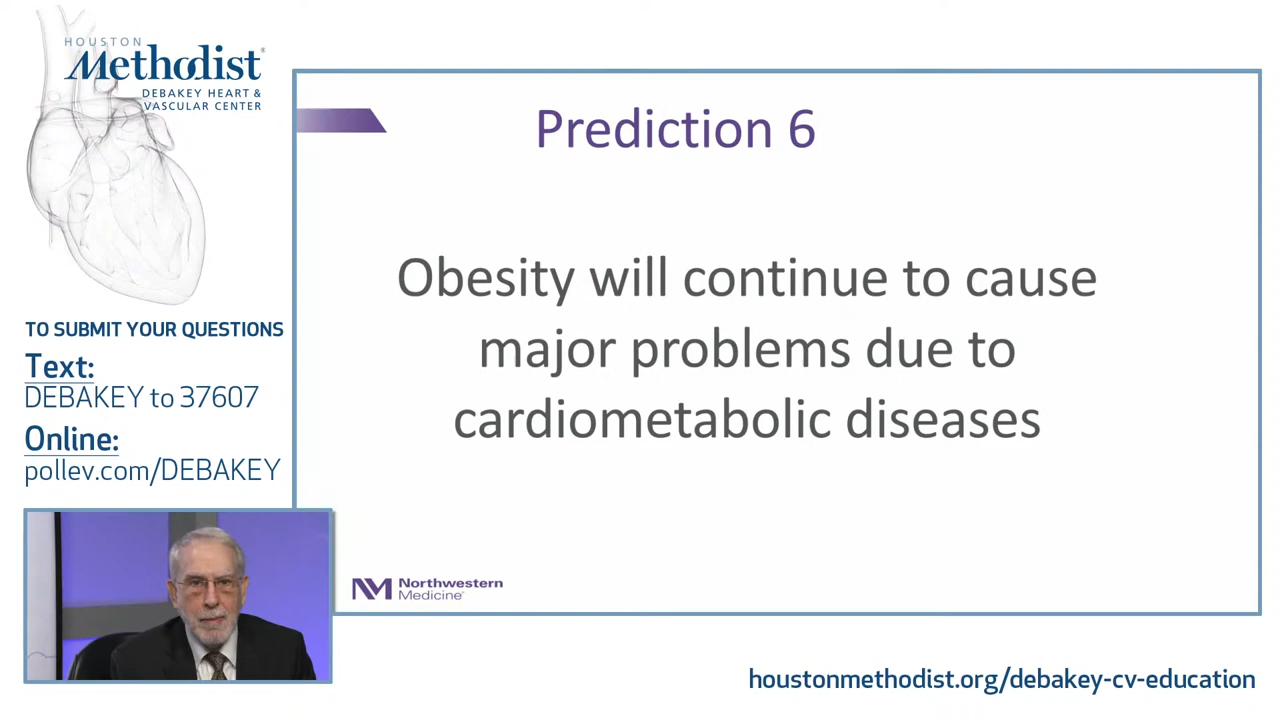 HOUSTON
Methodist®
DEBAKEY HEART &
VASCULAR CENTER
Prediction 6
Obesity will continue to cause
major problems due to
cardiometabolic diseases
TO SUBMIT YOUR QUESTIONS
Text:
DEBAKEY to 37607
Online:
pollev.com/DEBAKEY
NM Northwestern
Medicine®
houstonmethodist.org/debakey-cv-education